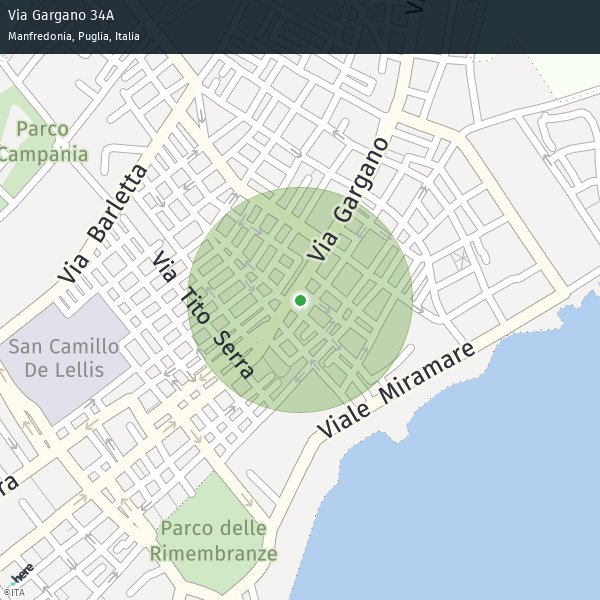 Via Gargano 34A
Manfredonia, Puglia, Italia
Parco
Campania
Via Gargano
Via Barletta
Via Tito Serra
San Camillo
De Lellis
Viale Miramare
Parco delle
Rimembranze
here
©ITA